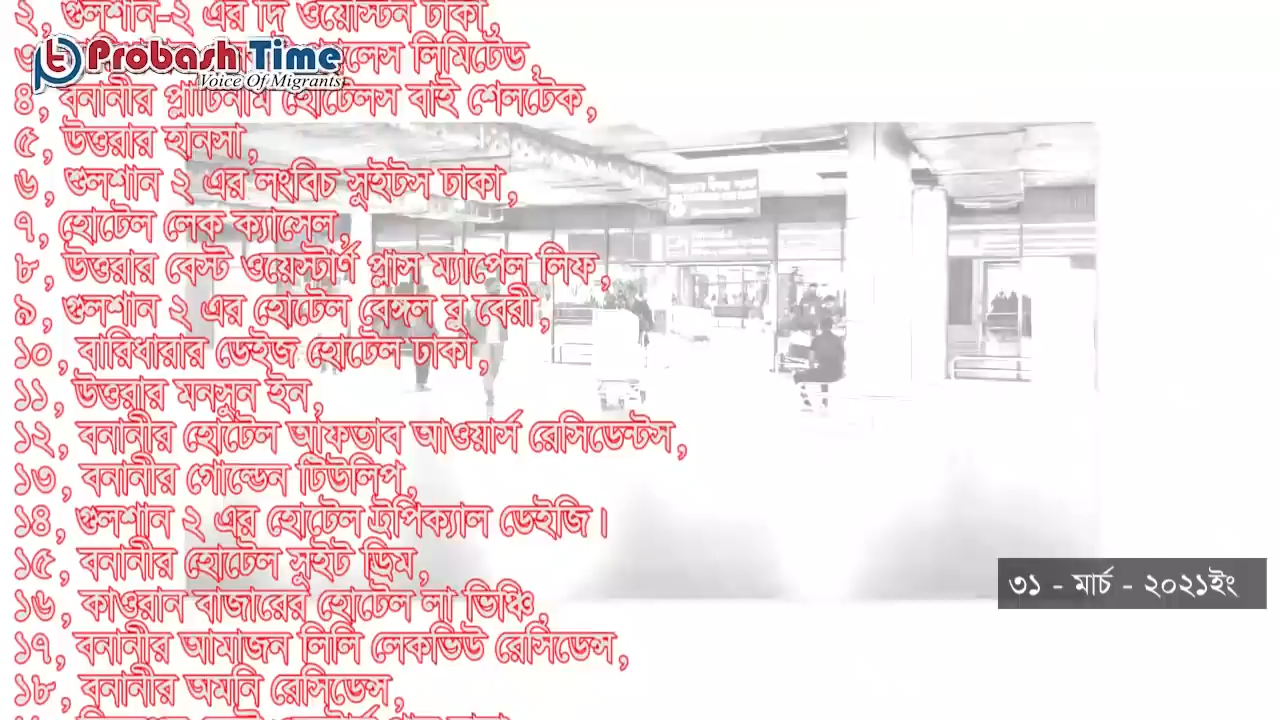 ২, গুলশান-২ এর দি ওয়েস্টিন ঢাকা,
Probash Time
Voice Of Migrants
লেস লিমিটেড,
৪, বনানীর প্লাটিনাম হোটেলস বাই শেলটেক,
৫, উত্তরার হানসা,
৬, গুলশান ২ এর লংবিচ সুইটস ঢাকা,
৭, হোটেল লেক ক্যাসেল,
৮, উত্তরার বেস্ট ওয়েস্টার্ণ প্লাস ম্যাপেল লিফ,
৯, গুলশান ২ এর হোটেল বেঙ্গল ব্লু বেরী,
১০, বারিধারার ডেইজ হোটেল ঢাকা,
১১, উত্তরার মনসুন ইন,
১২, বনানীর হোটেল আফতাব আওয়ার্স রেসিডেন্টস,
১৩, বনানীর গোল্ডেন টিউলিপ,
১৪, গুলশান ২ এর হোটেল ট্রপিক্যাল ডেইজি।
১৫, বনানীর হোটেল সুইট ড্রিম,
১৬, কাওরান বাজারের হোটেল লা ভিঞ্চি,
১৭, বনানীর আমাজন লিলি লেকভিউ রেসিডেন্স,
১৮, বনানীর অমনি রেসিডেন্স,
৩১ - মার্চ - ২০২১ইং